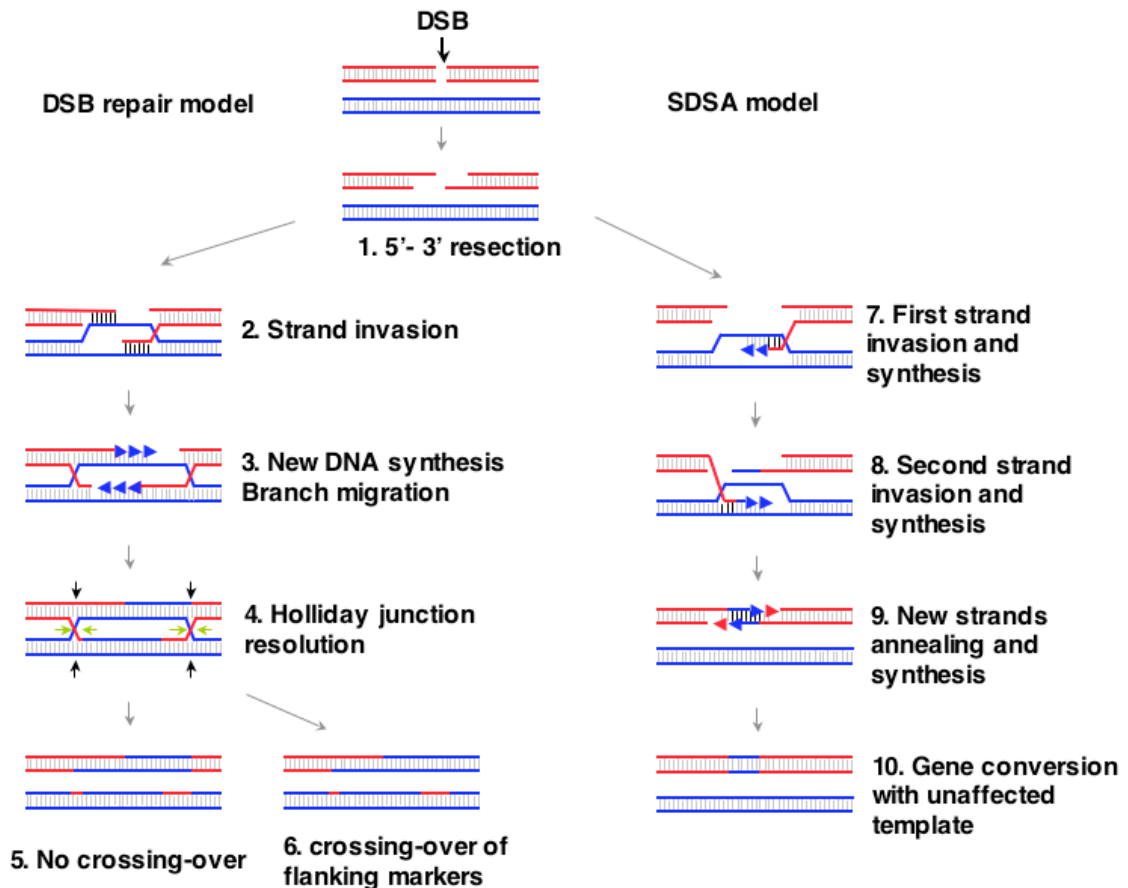 DSB
DSB repair model
SDSA model
1. 5'- 3' resection
2. Strand invasion
3. New DNA synthesis
Branch migration
4. Holliday junction
resolution
5. No crossing-over
6. crossing-over of
flanking markers
7. First strand
invasion and
synthesis
8. Second strand
invasion and
synthesis
9. New strands
annealing and
synthesis
10. Gene conversion
with unaffected
template